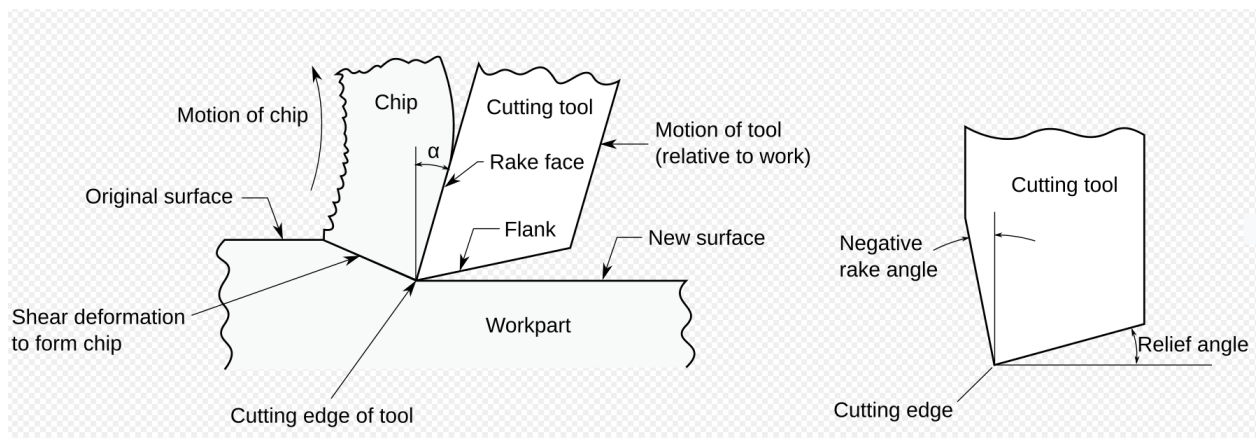 Motion of chip
Chip
α
Cutting tool
Rake face
Motion of tool
(relative to work)
Original surface
Flank
New surface
Shear deformation
to form chip
Workpart
Cutting edge of tool
Cutting tool
Negative
rake angle
Relief angle
Cutting edge